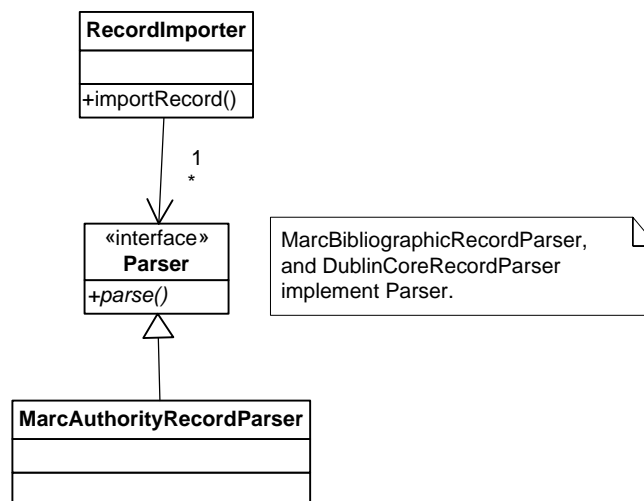 RecordImporter
+importRecord()
1
*
«interface»
Parser
+parse()
MarcBibliographicRecordParser,
and DublinCoreRecordParser
implement Parser.
MarcAuthorityRecordParser